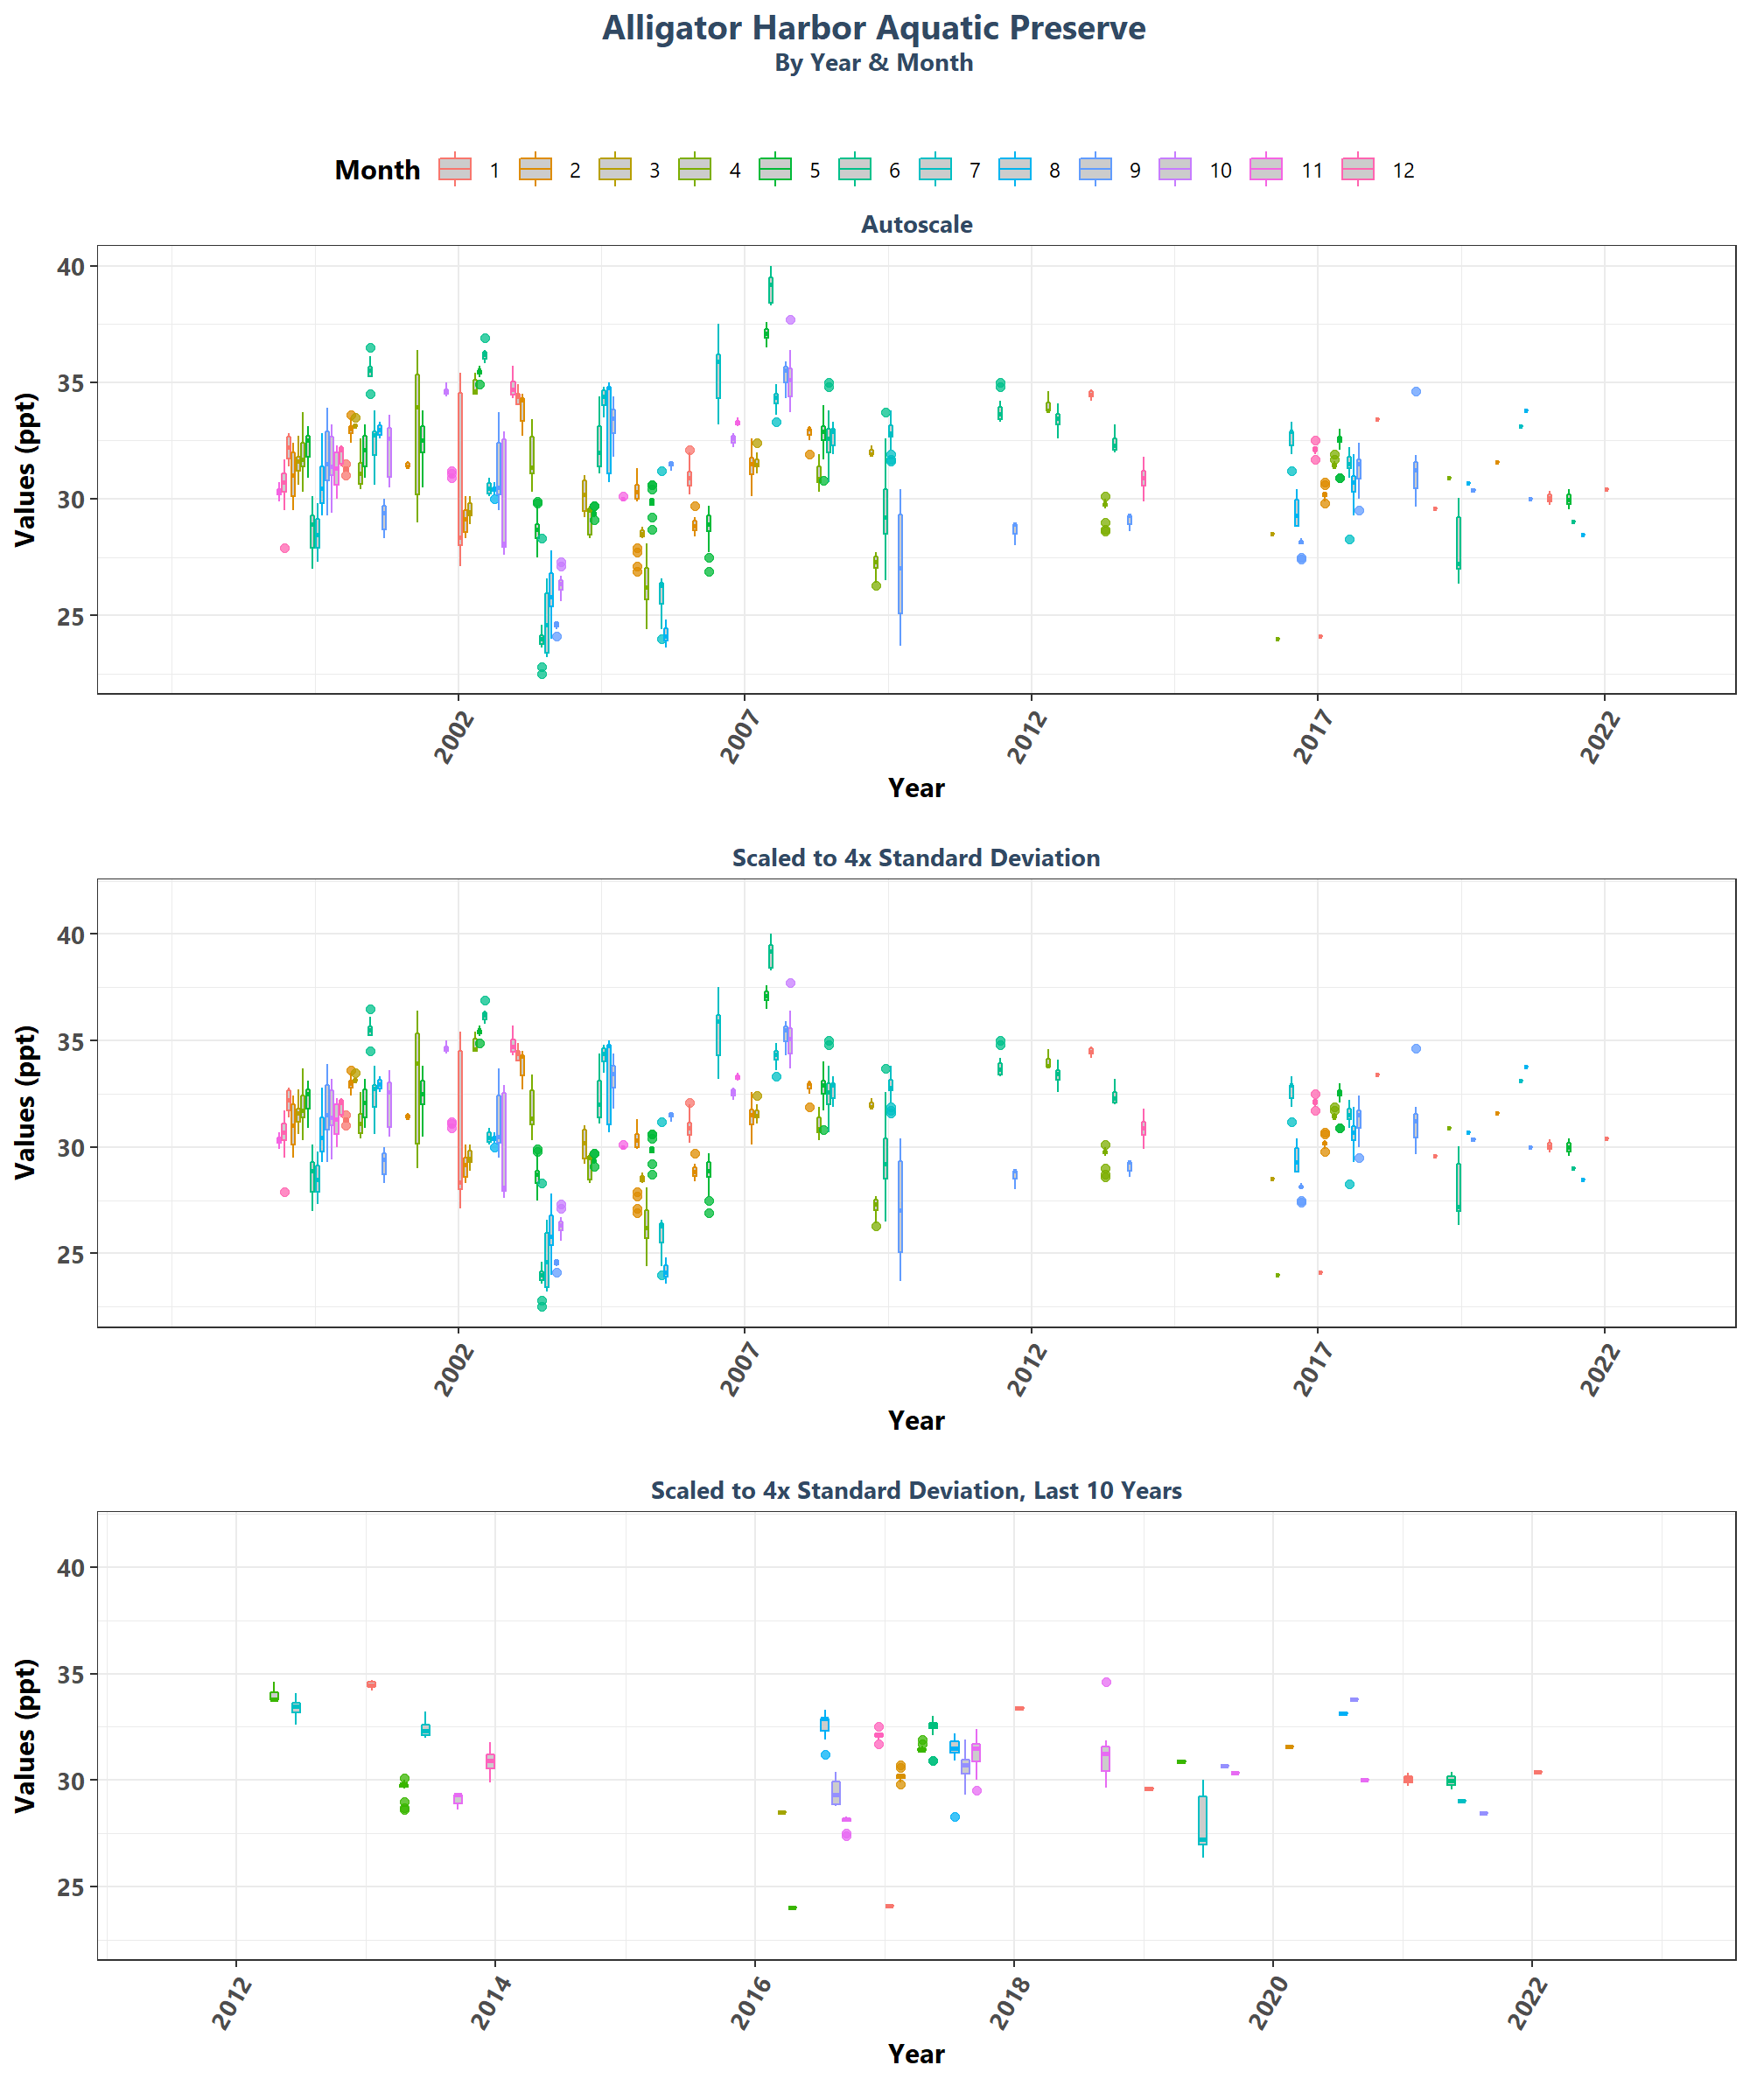 Alligator Harbor Aquatic Preserve
By Year & Month
Month 1 2 3 4 5 6 7 8 9 10 11 12
Autoscale
40
35
30
25
Values (ppt)
2002 2007 2012 2017 2022
Year
Scaled to 4x Standard Deviation
40
35
30
25
Values (ppt)
2002 2007 2012 2017 2022
Year
Scaled to 4x Standard Deviation, Last 10 Years
40
35
30
25
Values (ppt)
2012 2014 2016 2018 2020 2022
Year